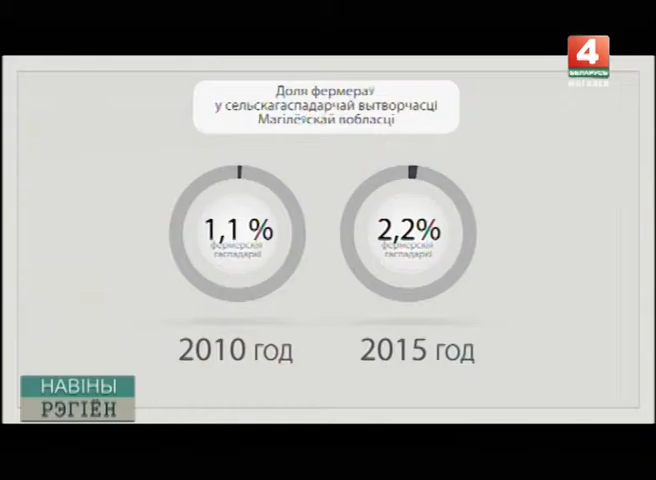 4
БЕЛАРУСЬ
МОГИЛЕВ
Доля фермераў
у сельскагаспадарчай вытворчасці
Магілёўскай вобласці
1,1 %
фермерскія
гаспадаркі
2,2%
фермерскія
гаспадаркі
2010 год
2015 год
НАВІНЫ
РЭГІЁН